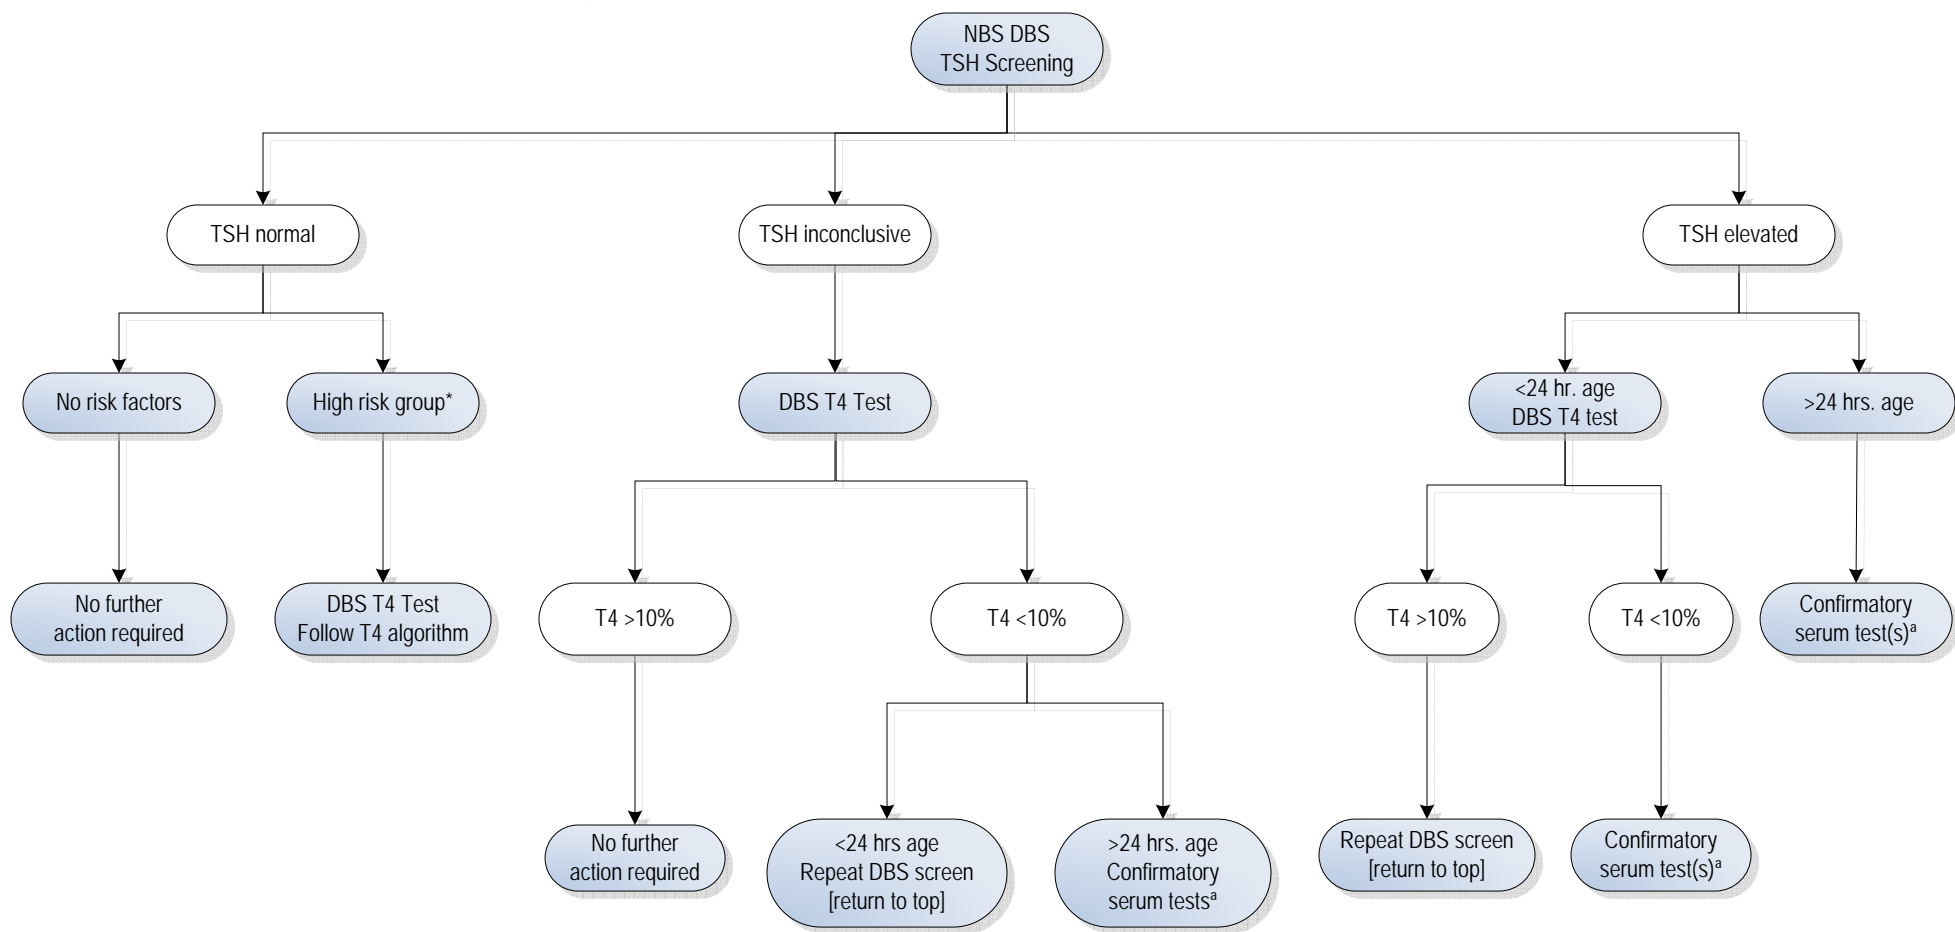 NBS DBS
TSH Screening
TSH normal
TSH inconclusive
TSH elevated
No risk factors
High risk group*
DBS T4 Test
<24 hr. age
DBS T4 test
>24 hrs. age
No further
action required
DBS T4 Test
Follow T4 algorithm
T4 >10%
T4 <10%
T4 >10%
T4 <10%
Confirmatory
serum test(s)ᵃ
No further
action required
<24 hrs age
Repeat DBS screen
[return to top]
>24 hrs. age
Confirmatory
serum testsᵃ
Repeat DBS screen
[return to top]
Confirmatory
serum test(s)ᵃ